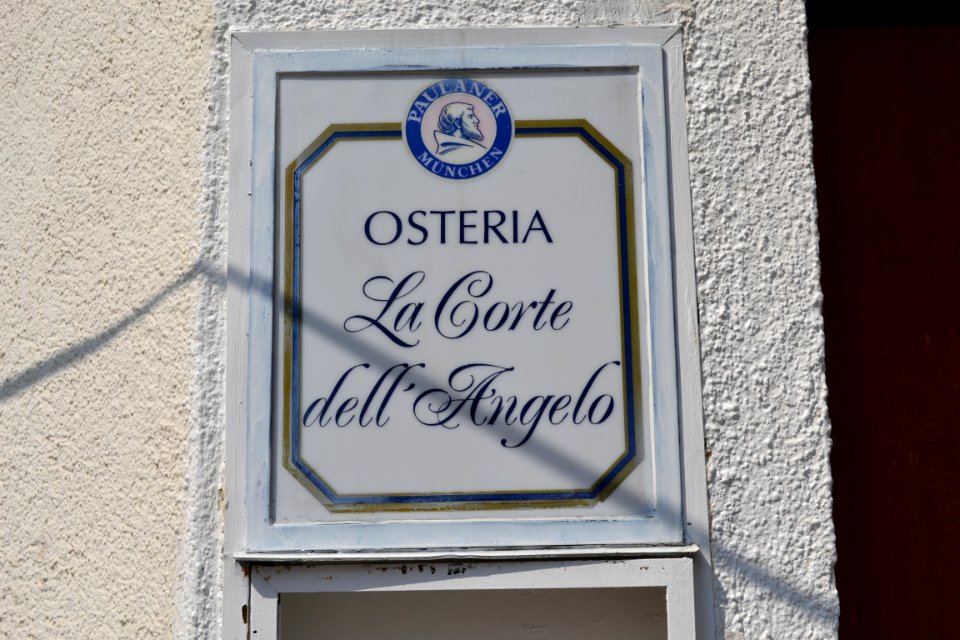 PAULANER
MÜNCHEN
OSTERIA
La Corte
dell'Angelo